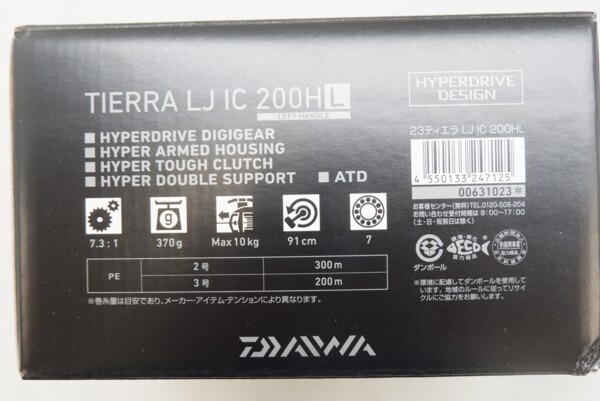 TIERRA LJ IC 200HL
LEFT HANDLE
HYPERDRIVE DESIGN
■ HYPERDRIVE DIGIGEAR
■ HYPER ARMED HOUSING
■ HYPER TOUGH CLUTCH
■ HYPER DOUBLE SUPPORT ■ ATD
23ティエラ LJ IC 200HL
4 550133 247125
00631023*
お客様センター(無料)TEL.0120-506-204
お問い合わせ受付時間は 9:00〜17:00
(土・日・祝祭日は除く)
g
7.3:1 370g Max10kg 91cm 7
PE 2号 300m
3号 200m
※巻糸量は目安であり、メーカー・アイテム・テンションにより異なります。
ダンボール
ECO
※環境に配慮してダンボールを使用して
います。地域のルールに従ってリサイ
クルにご協力をお願いします。
DAIWA